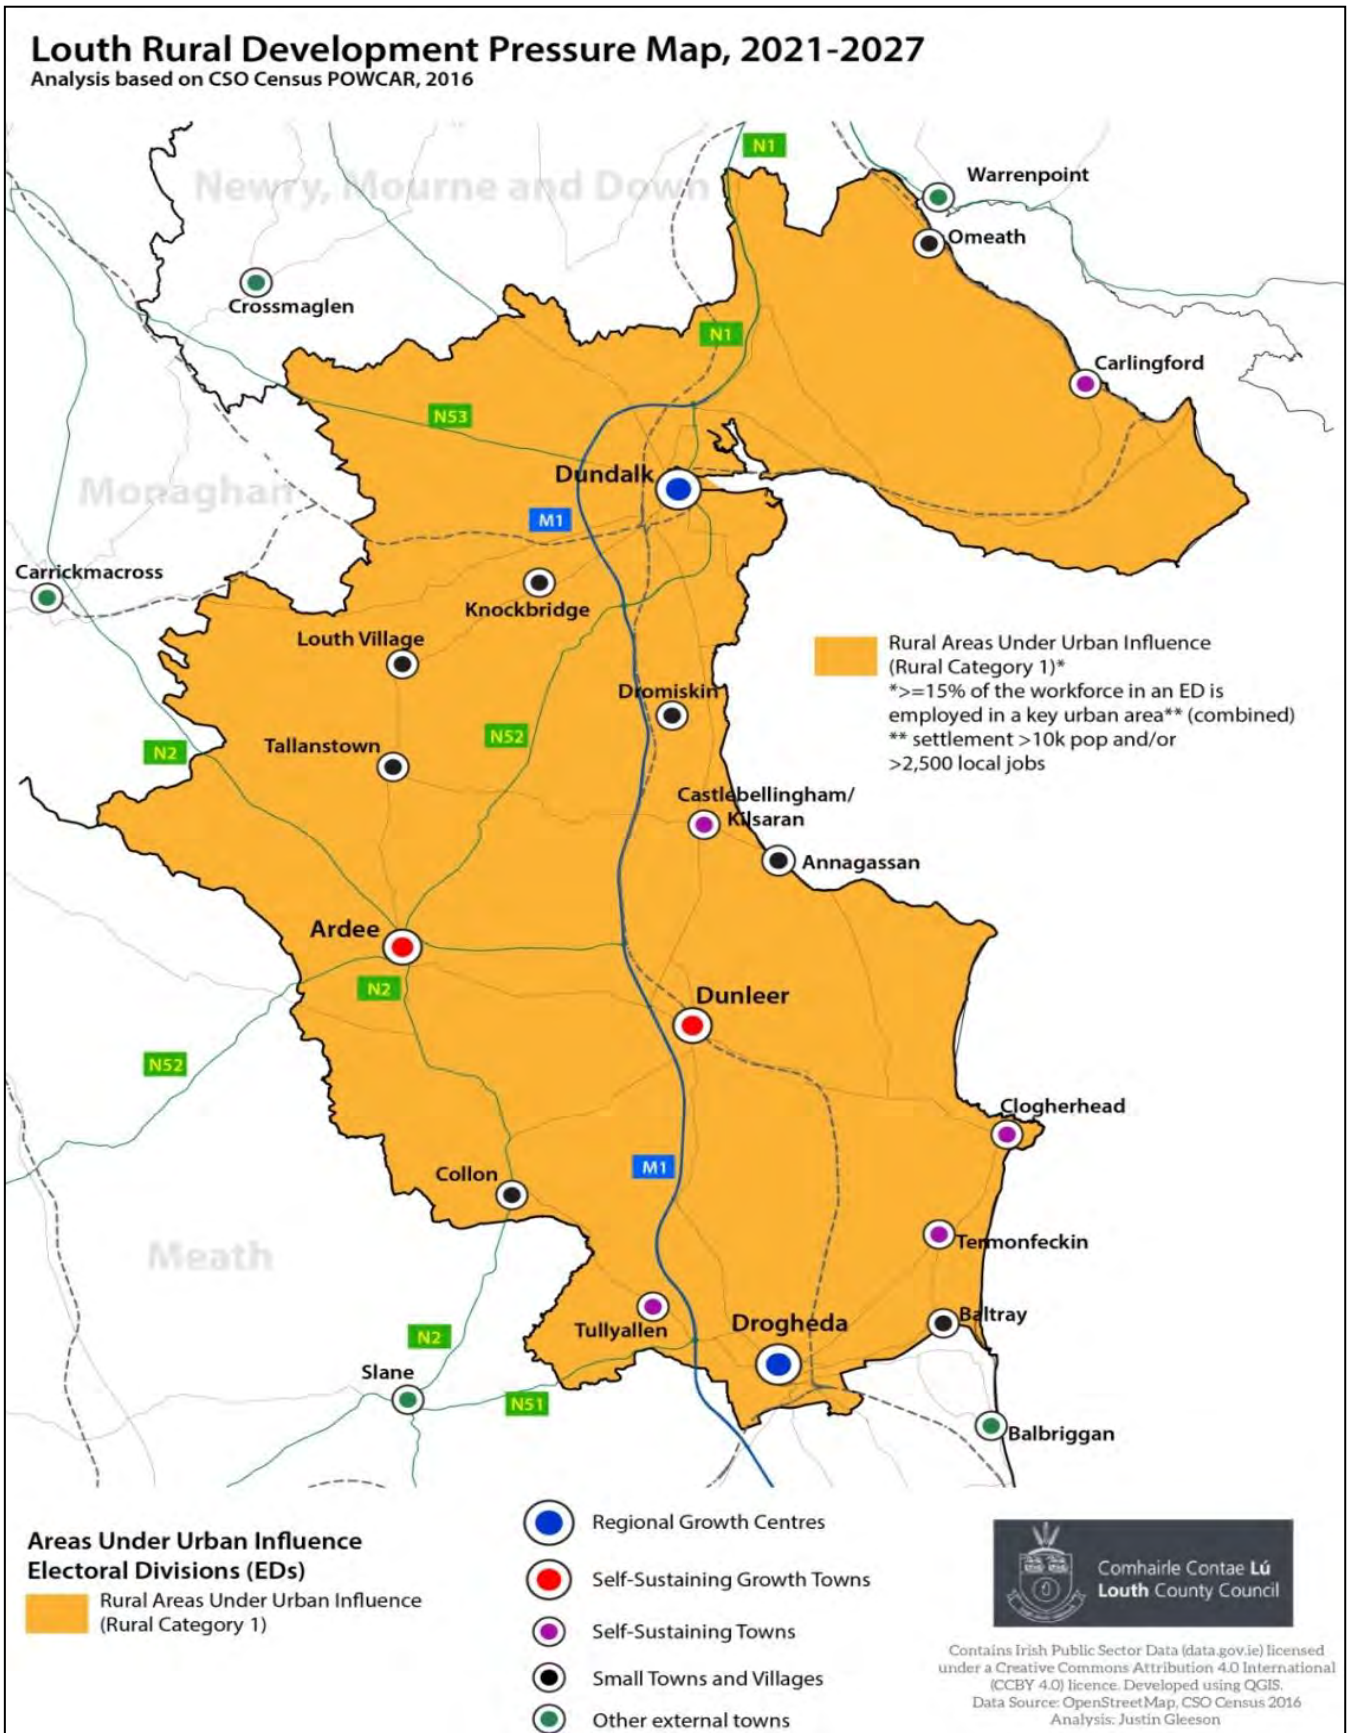 Louth Rural Development Pressure Map, 2021-2027
Analysis based on CSO Census POWCAR, 2016
N1
Warrenpoint
Newry, Mourne and Down
Omeath
Crossmaglen
N1
Carlingford
N53
Dundalk
Monaghan
M1
Carrickmacross
Knockbridge
Louth Village
Rural Areas Under Urban Influence
(Rural Category 1)*
*>=15% of the workforce in an ED is
employed in a key urban area** (combined)
** settlement >10k pop and/or
>2,500 local jobs
Dromiskin
N52
Tallanstown
N2
Castlebellingham/
Kilsaran
Annagassan
Ardee
N2
Dunleer
N52
Clogherhead
M1
Collon
Termonfeckin
Meath
Baltray
Tullyallen
Drogheda
N2
Slane
N51
Balbriggan
Areas Under Urban Influence
Electoral Divisions (EDs)
Rural Areas Under Urban Influence
(Rural Category 1)
Regional Growth Centres
Self-Sustaining Growth Towns
Self-Sustaining Towns
Small Towns and Villages
Other external towns
Comhairle Contae Lú
Louth County Council
Contains Irish Public Sector Data (data.gov.ie) licensed
under a Creative Commons Attribution 4.0 International
(CCBY 4.0) licence. Developed using QGIS.
Data Source: OpenStreetMap, CSO Census 2016
Analysis: Justin Gleeson